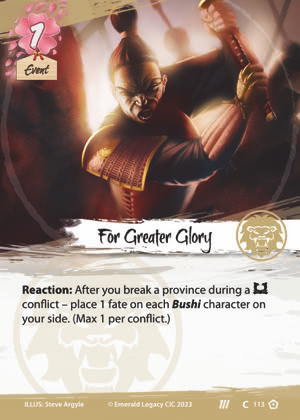 1
Event
For Greater Glory
Reaction: After you break a province during a
conflict – place 1 fate on each Bushi character on
your side. (Max 1 per conflict.)
ILLUS: Steve Argyle © Emerald Legacy CIC 2023 C 113